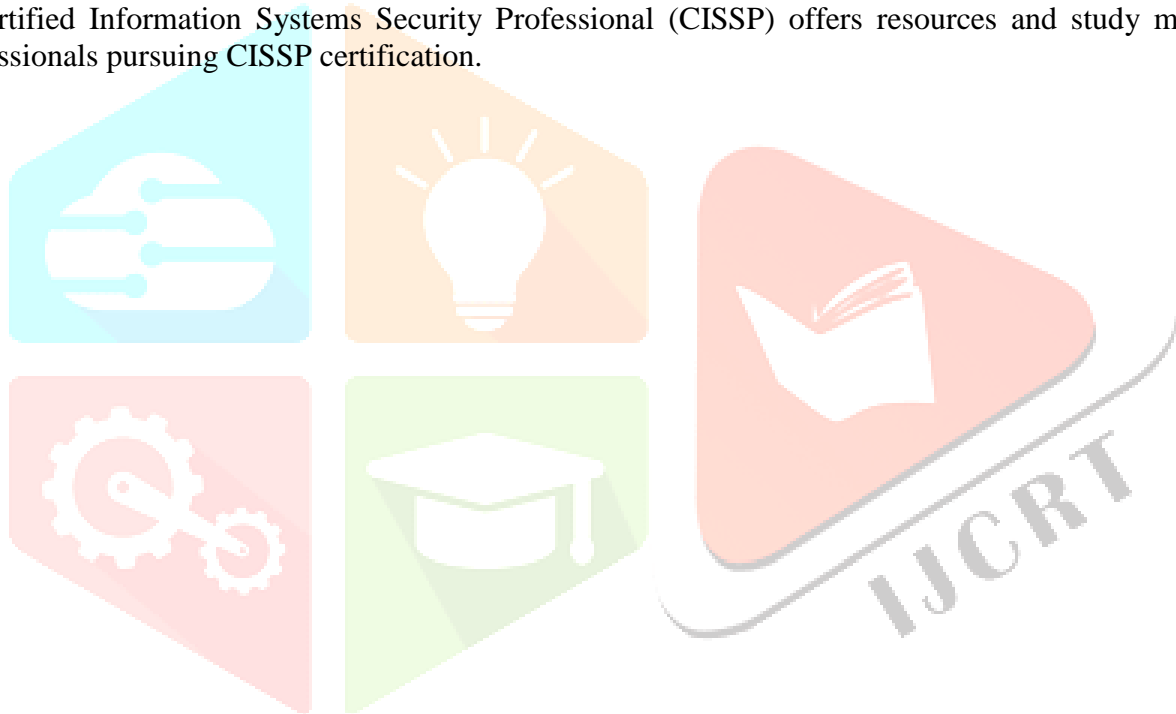 rtified Information Systems Security Professional (CISSP) offers resources and study m
ssionals pursuing CISSP certification.
IJCRT